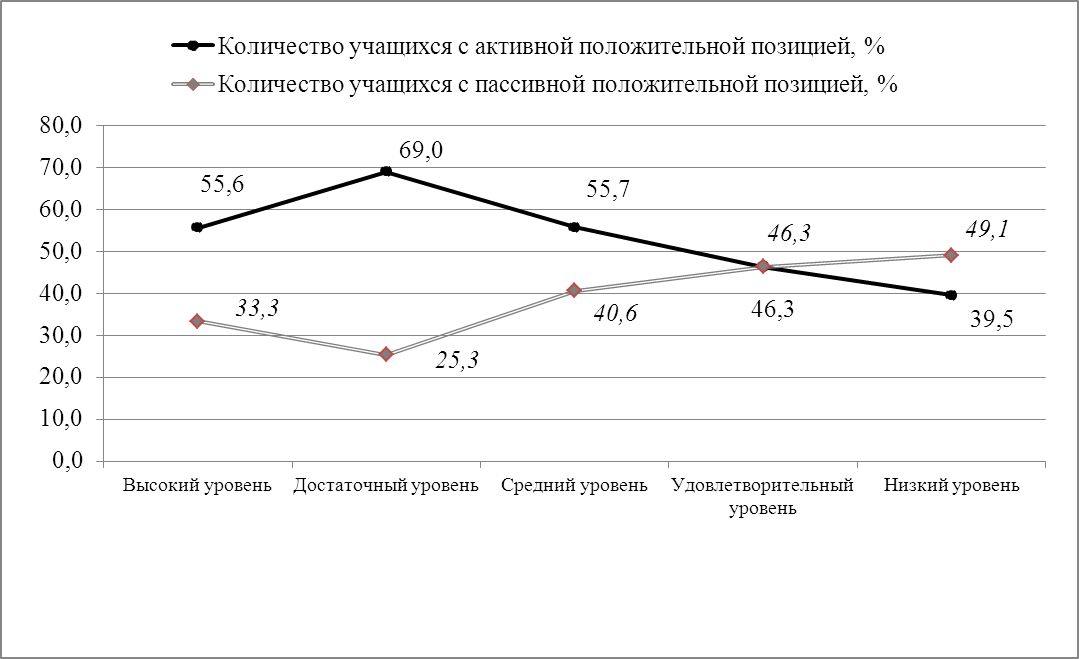 Количество учащихся с активной положительной позицией, %
Количество учащихся с пассивной положительной позицией, %
80,0
70,0
60,0
50,0
40,0
30,0
20,0
10,0
0,0
55,6
69,0
55,7
46,3
39,5
33,3
25,3
40,6
46,3
49,1
Высокий уровень
Достаточный уровень
Средний уровень
Удовлетворительный
уровень
Низкий уровень